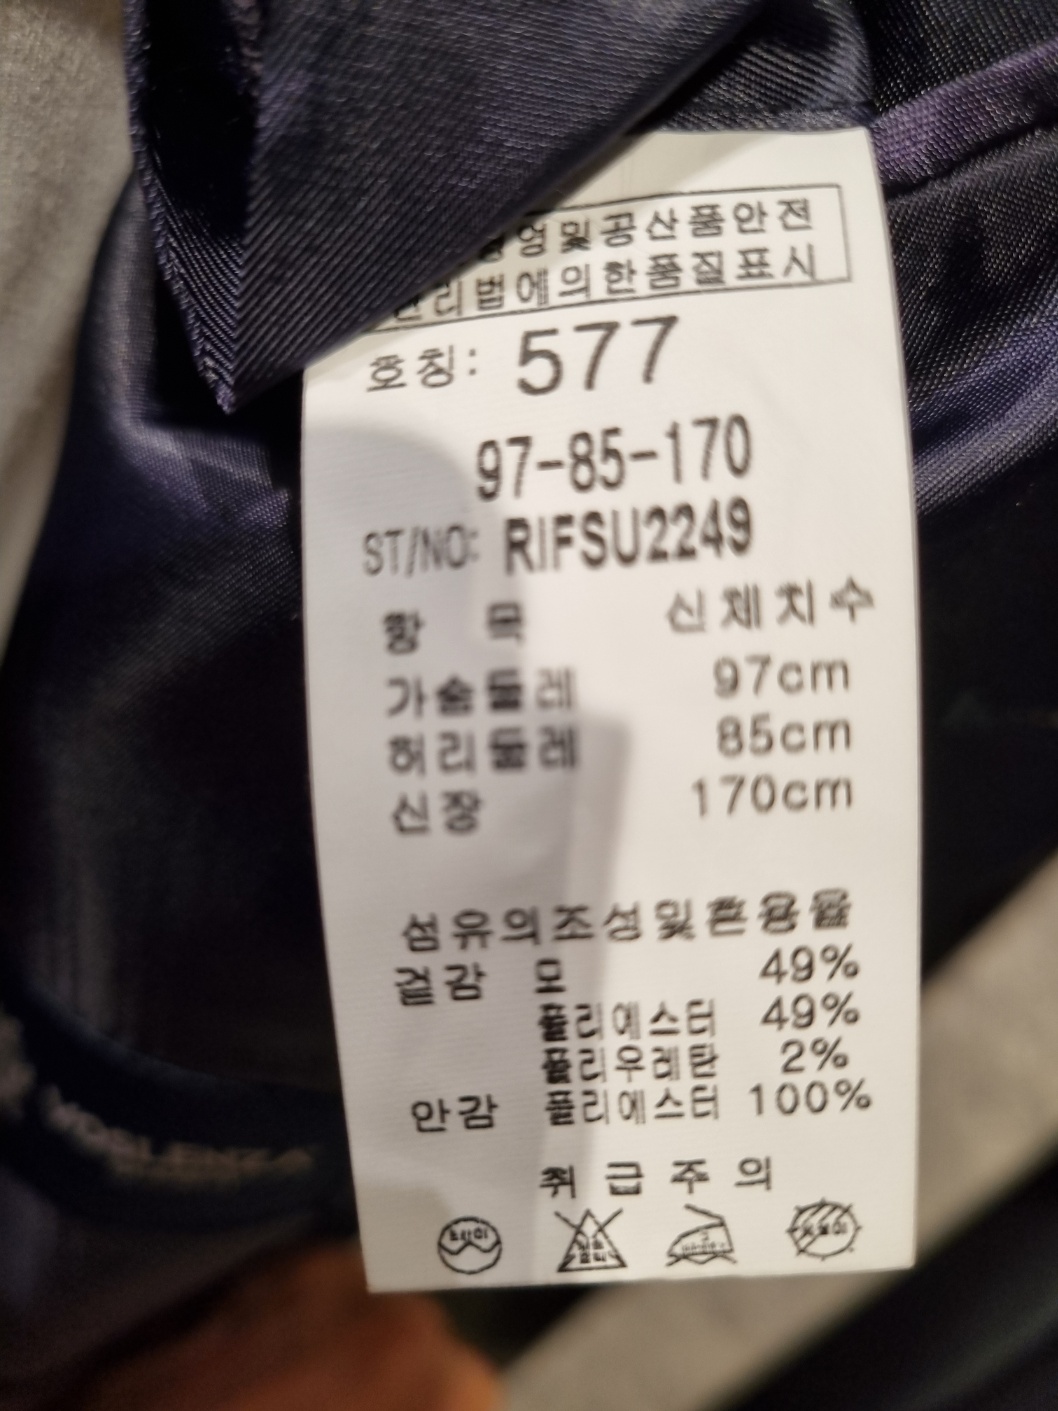 영및공산품안전
리법에의한품질표시
호칭: 577
97-85-170
ST/NO: RIFSU2249
항 목 신체치수
가슴둘레 97cm
허리둘레 85cm
신장 170cm
섬유의조성및혼용율
겉감 모 49%
폴리에스터 49%
폴리우레탄 2%
안감 폴리에스터 100%
취급주의